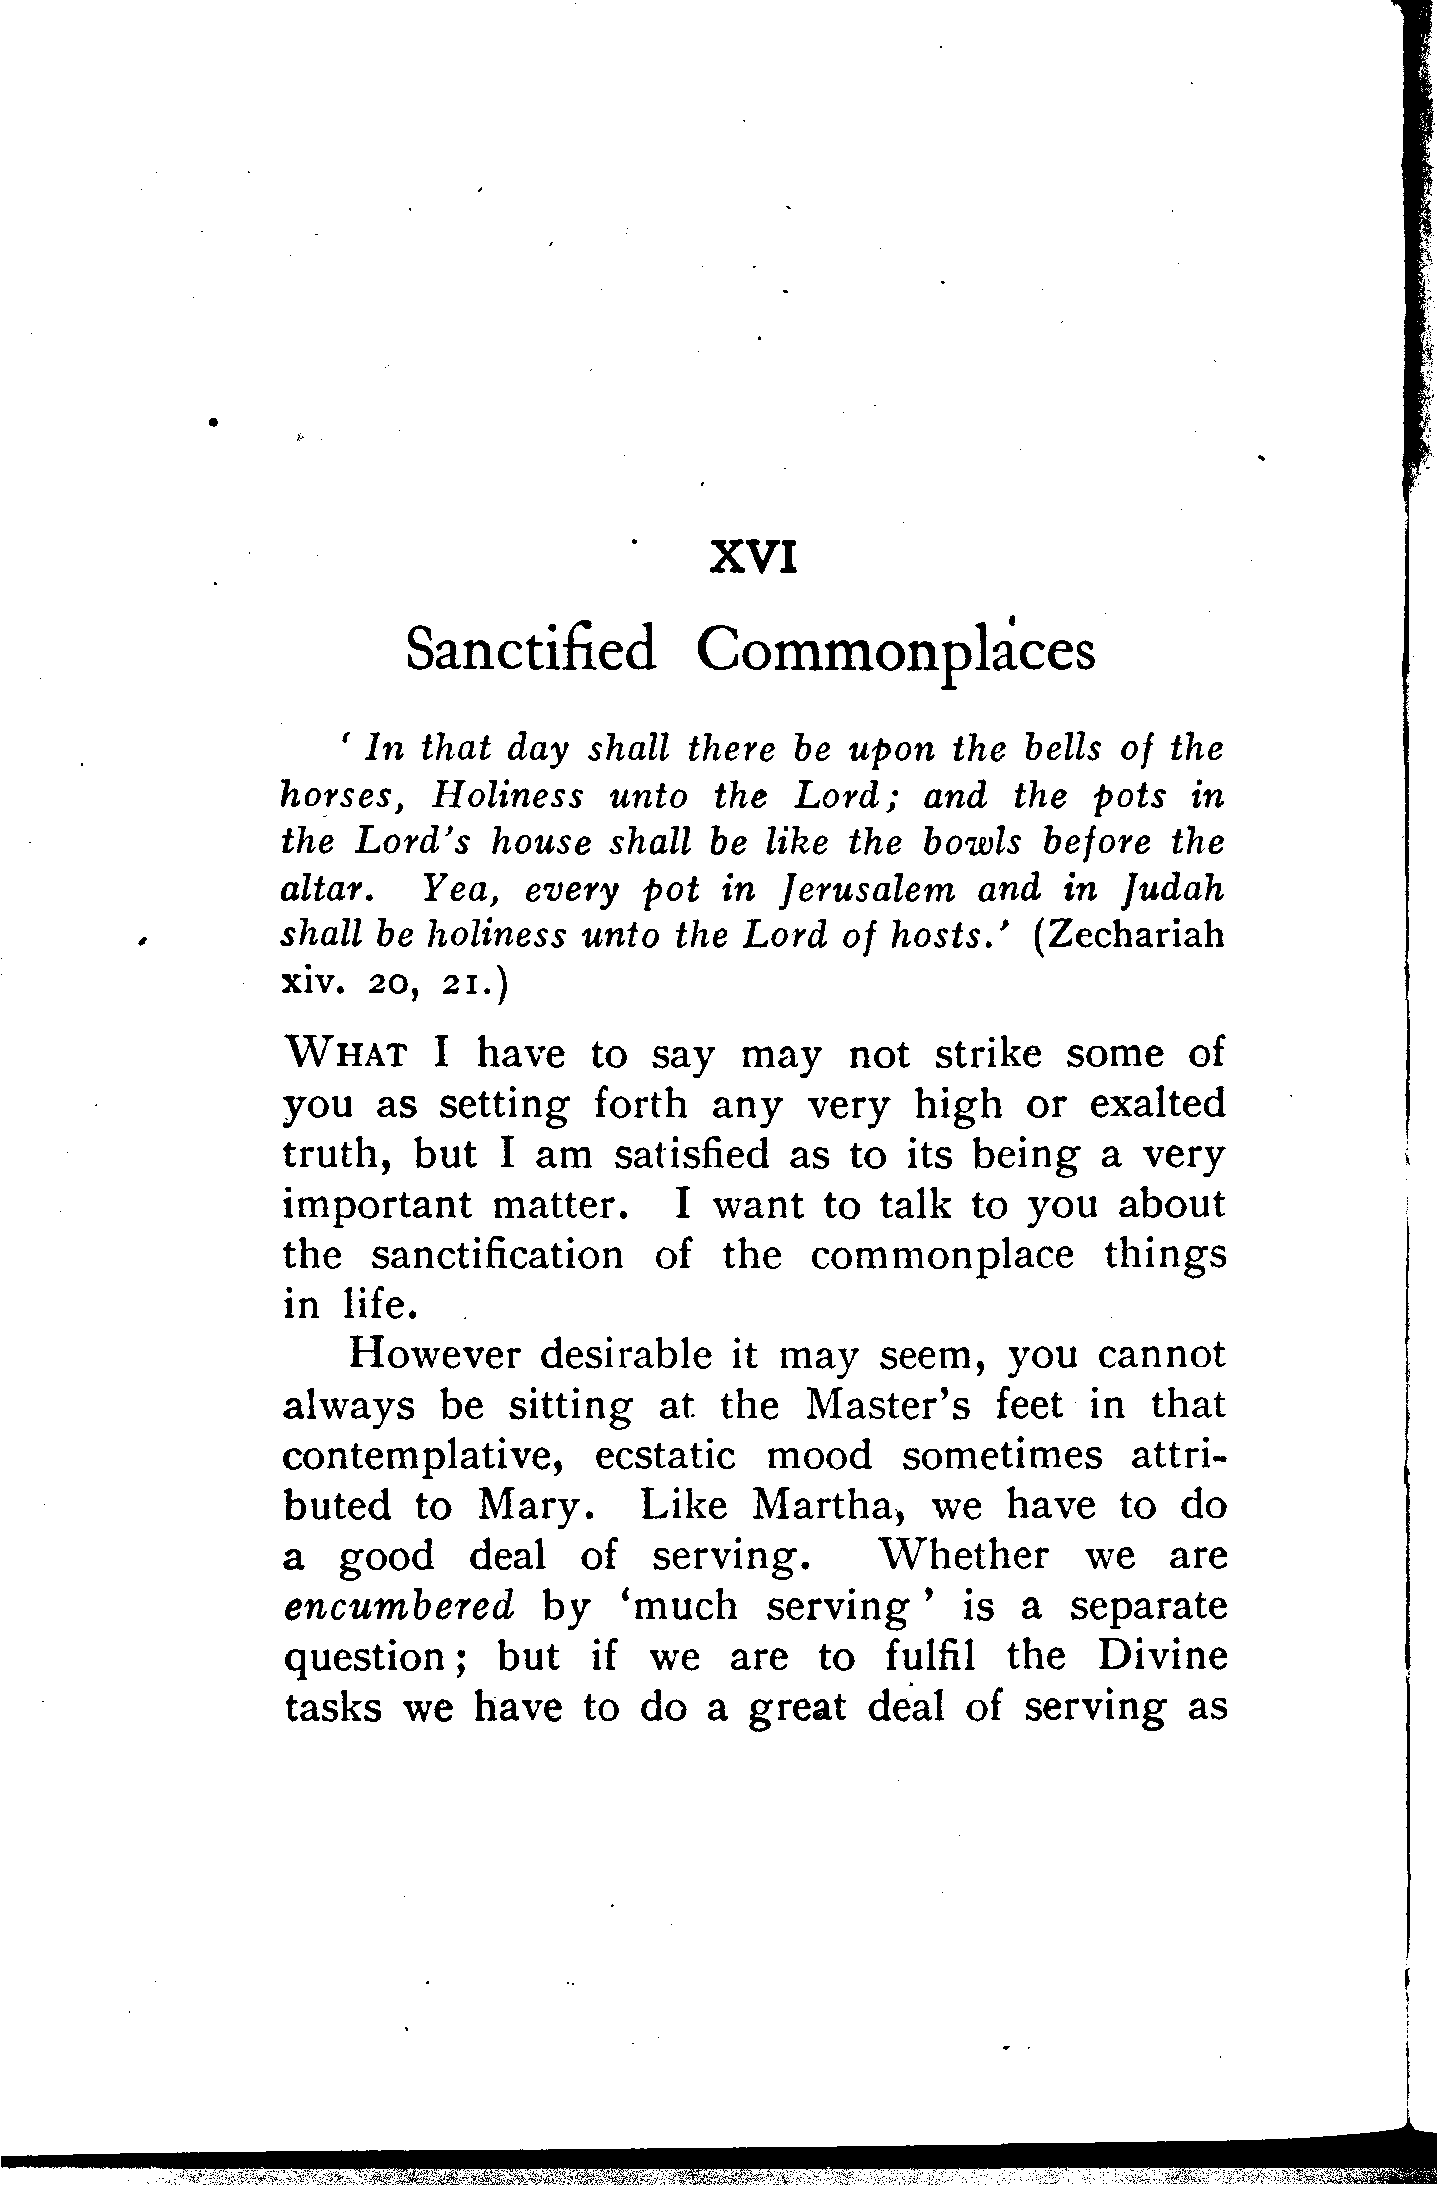 XVI
Sanctified Commonplaces
‘ In that day shall there be upon the bells of the
horses, Holiness unto the Lord; and the pots in
the Lord's house shall be like the bowls before the
altar. Yea, every pot in Jerusalem and in Judah
shall be holiness unto the Lord of hosts.’ (Zechariah
xiv. 20, 21.)
WHAT I have to say may not strike some of
you as setting forth any very high or exalted
truth, but I am satisfied as to its being a very
important matter. I want to talk to you about
the sanctification of the commonplace things
in life.
However desirable it may seem, you cannot
always be sitting at the Master's feet in that
contemplative, ecstatic mood sometimes attri-
buted to Mary. Like Martha, we have to do
a good deal of serving. Whether we are
encumbered by ‘much serving ’ is a separate
question ; but if we are to fulfil the Divine
tasks we have to do a great deal of serving as